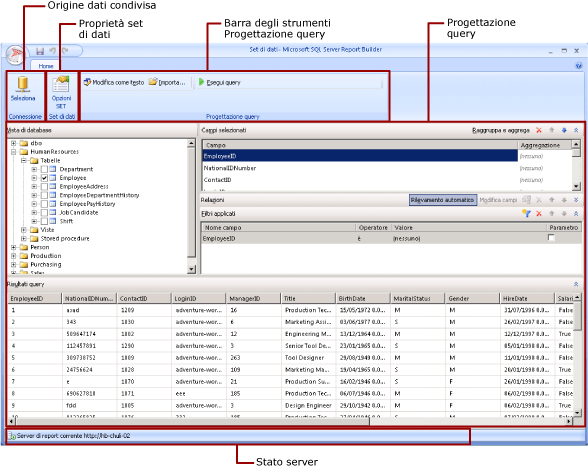 Origine dati condivisa
Proprietà set
di dati
Barra degli strumenti
Progettazione query
Progettazione
query
Set di dati - Microsoft SQL Server Report Builder
Home
Seleziona
Connessione
Opzioni
SET
Set di dati
Modifica come testo
Importa...
Esegui query
Progettazione query
Vista di database
dbo
HumanResources
Tabelle
Department
Employee
EmployeeAddress
EmployeeDepartmentHistory
EmployeePayHistory
JobCandidate
Shift
Viste
Stored procedure
Person
Production
Purchasing
Sales
Campi selezionati
Raggruppa e aggrega
Campo Aggregazione
EmployeeID (nessuno)
NationalIDNumber (nessuno)
ContactID (nessuno)
Relazioni
Rilevamento automatico
Modifica campi
Filtri applicati
Nome campo Operatore Valore Parametro
EmployeeID è (nessuno)
Risultati query
EmployeeID NationalIDNum... ContactID LoginID ManagerID Title BirthDate MaritalStatus Gender HireDate Salari
1 asad 1209 adventure-wor... 16 Production Tec... 15/05/1972 0.0... M M 31/07/1996 0.0... False
2 343 1030 adventure-wor... 6 Marketing Assi... 03/06/1977 0.0... S M 26/02/1997 0.0... False
3 509647174 1002 adventure-wor... 12 Engineering M... 13/12/1964 0.0... M M 12/12/1997 0.0... True
4 112457891 1290 adventure-wor... 3 Senior Tool De... 23/01/1965 0.0... S M 05/01/1998 0.0... False
5 309738752 1009 adventure-wor... 263 Tool Designer 29/08/1949 0.0... M M 11/01/1998 0.0... False
6 24756624 1028 adventure-wor... 109 Marketing Ma... 19/04/1965 0.0... S M 20/01/1998 0.0... True
7 e 1070 adventure-wor... 21 Production Su... 16/02/1946 0.0... S F 26/01/1998 0.0... False
8 690627818 1071 eee 185 Production Tec... 06/07/1946 0.0... M F 06/02/1998 0.0... False
9 fdd 1005 adventure-wor... 3 Design Engineer 29/10/1942 0.0... M F 06/02/1998 0.0... True
10
Server di report corrente http://hb-chuli-02
Stato server